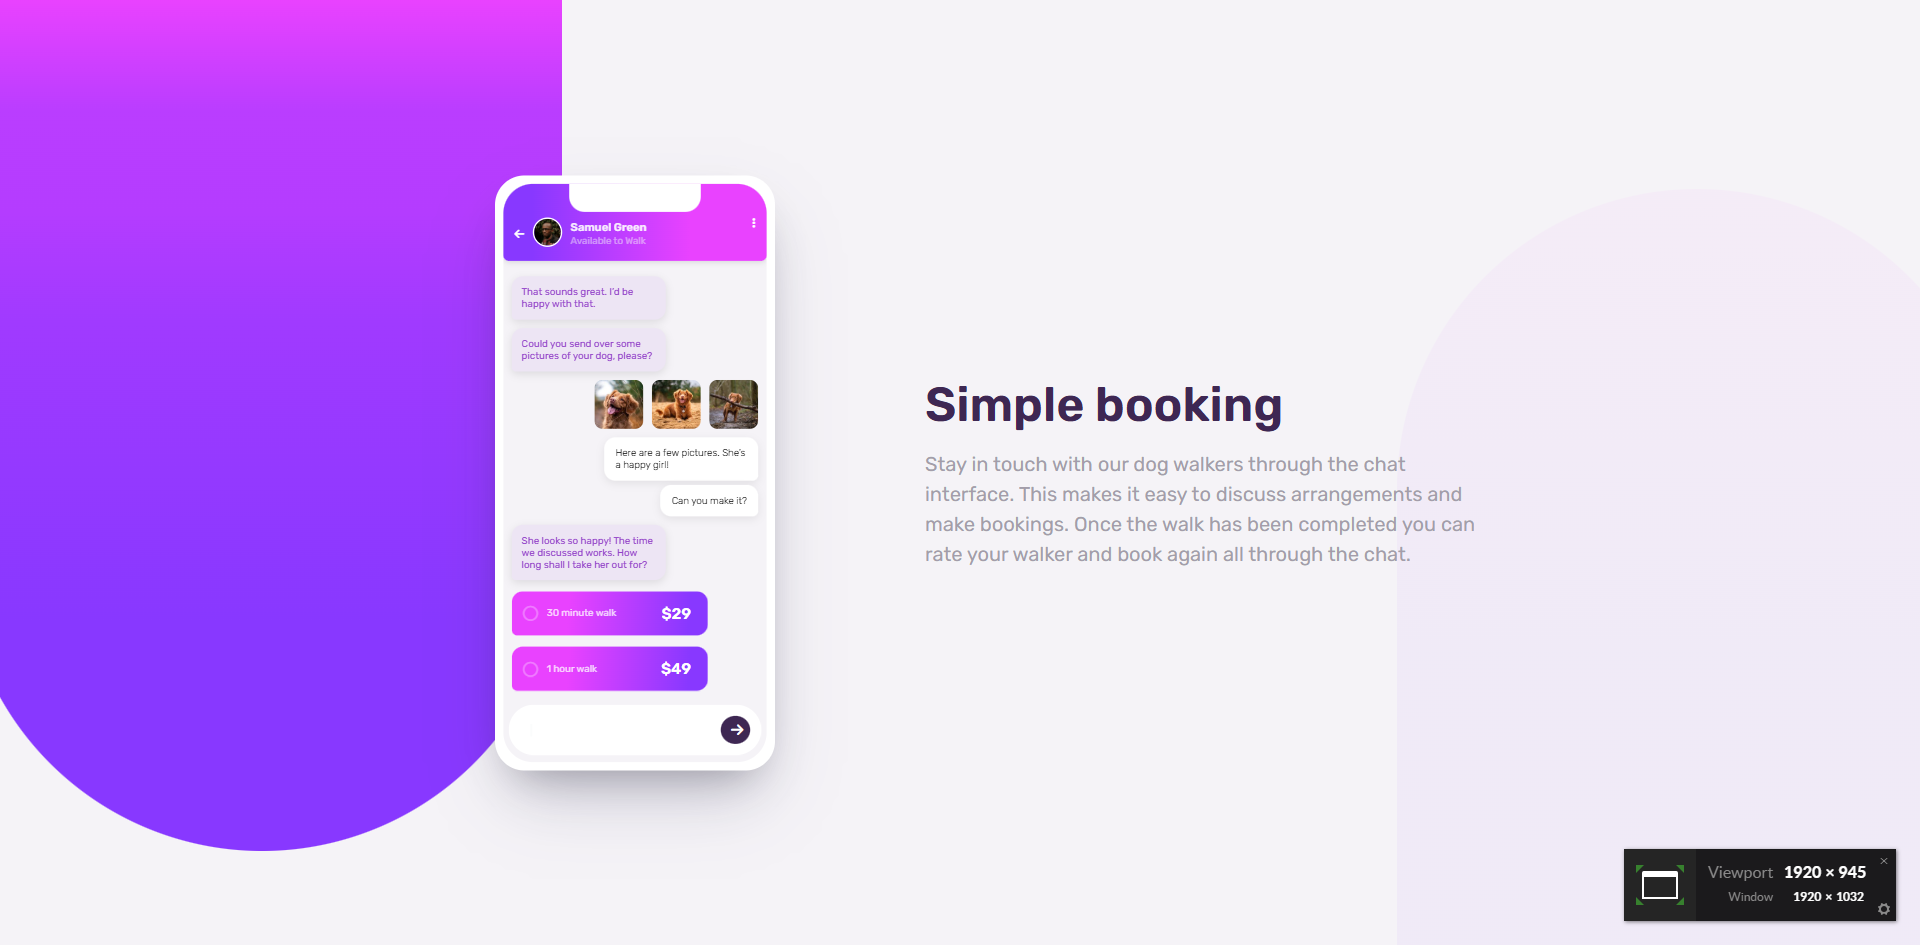 Samuel Green
Available to Walk
That sounds great. I'd be
happy with that.
Could you send over some
pictures of your dog, please?
Here are a few pictures. She's
a happy girl!
Can you make it?
She looks so happy! The time
we discussed works. How
long shall I take her out for?
30 minute walk $29
1 hour walk $49
Simple booking
Stay in touch with our dog walkers through the chat
interface. This makes it easy to discuss arrangements and
make bookings. Once the walk has been completed you can
rate your walker and book again all through the chat.
Viewport 1920 × 945
Window 1920 × 1032